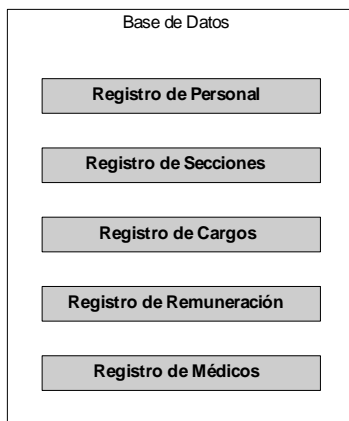 Base de Datos
Registro de Personal
Registro de Secciones
Registro de Cargos
Registro de Remuneración
Registro de Médicos